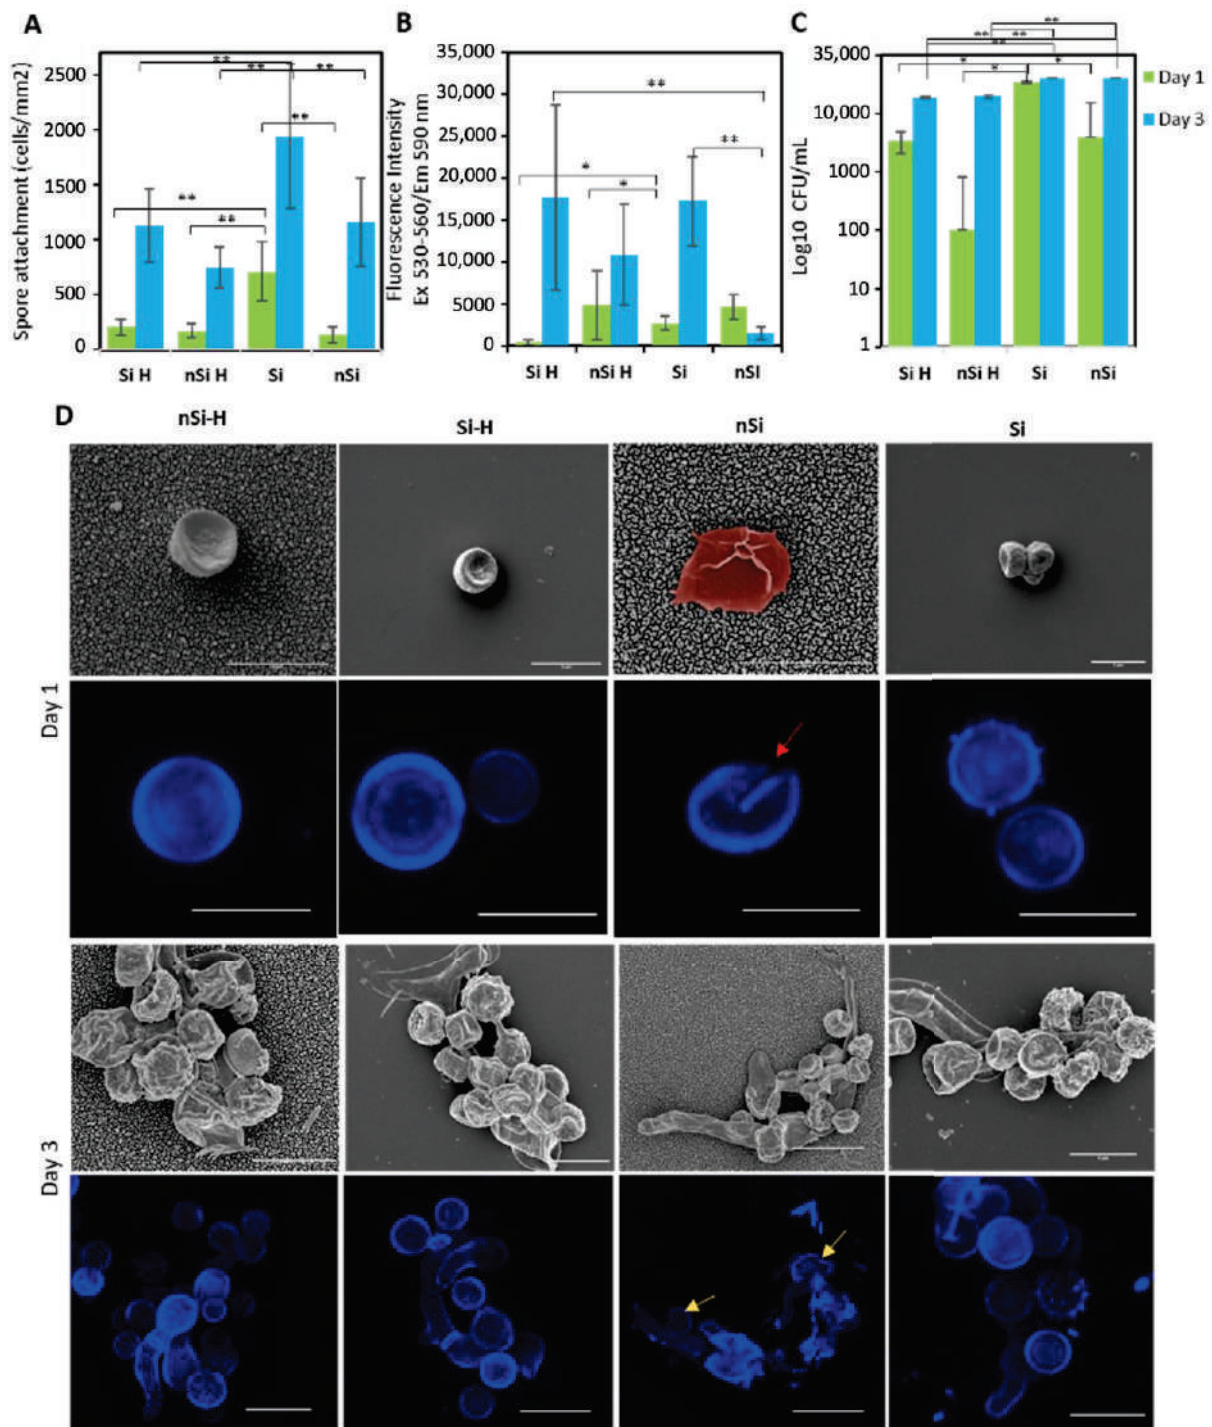 A
Spore attachment (cells/mm2)
2500
2000
1500
1000
500
0
** ** **
**
**
**
Si H nSi H Si nSi
B
Fluorescence Intensity
Ex 530-560/Em 590 nm
35,000
30,000
25,000
20,000
15,000
10,000
5000
0
**
**
*
*
Si H nSi H Si nSI
C
Log10 CFU/mL
35,000
10,000
1000
100
10
1
**
** **
**
* *
*
Si H nSi H Si nSi
Day 1
Day 3
D
nSi-H Si-H nSi Si
Day 1
Day 3